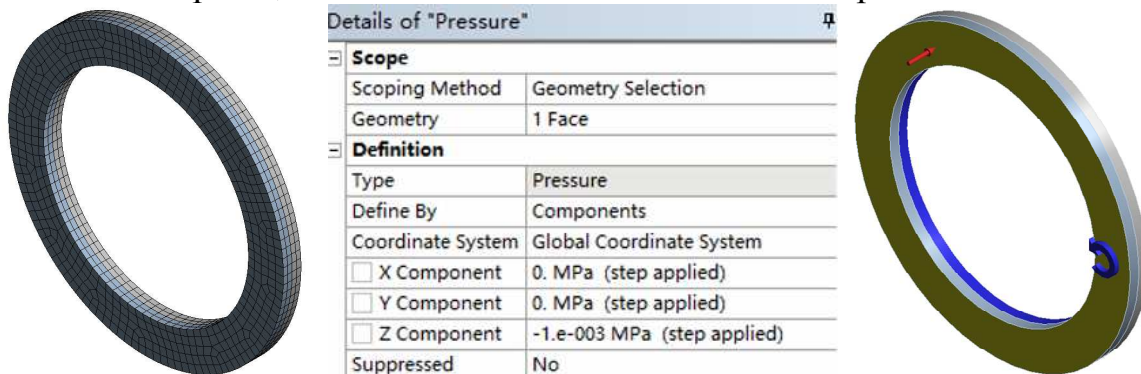 Details of "Pressure"
Scope
Scoping Method Geometry Selection
Geometry 1 Face
Definition
Type Pressure
Define By Components
Coordinate System Global Coordinate System
X Component 0. MPa (step applied)
Y Component 0. MPa (step applied)
Z Component -1.e-003 MPa (step applied)
Suppressed No